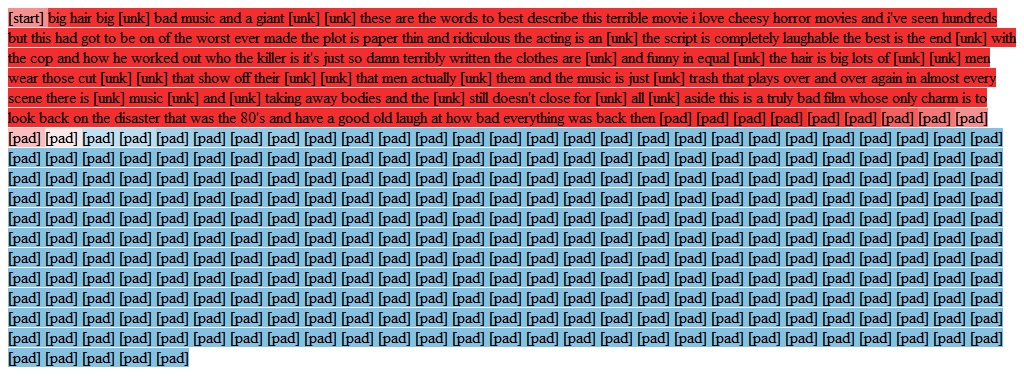 [start] big hair big [unk] bad music and a giant [unk] [unk] these are the words to best describe this terrible movie i love cheesy horror movies and i've seen hundreds
but this had got to be on of the worst ever made the plot is paper thin and ridiculous the acting is an [unk] the script is completely laughable the best is the end [unk] with
the cop and how he worked out who the killer is it's just so damn terribly written the clothes are [unk] and funny in equal [unk] the hair is big lots of [unk] [unk] men
wear those cut [unk] [unk] that show off their [unk] [unk] that men actually [unk] them and the music is just [unk] trash that plays over and over again in almost every
scene there is [unk] music [unk] and [unk] taking away bodies and the [unk] still doesn't close for [unk] all [unk] aside this is a truly bad film whose only charm is to
look back on the disaster that was the 80's and have a good old laugh at how bad everything was back then [pad] [pad] [pad] [pad] [pad] [pad] [pad] [pad] [pad]
[pad] [pad] [pad] [pad] [pad] [pad] [pad] [pad] [pad] [pad] [pad] [pad] [pad] [pad] [pad] [pad] [pad] [pad] [pad] [pad] [pad] [pad] [pad] [pad] [pad] [pad] [pad]
[pad] [pad] [pad] [pad] [pad] [pad] [pad] [pad] [pad] [pad] [pad] [pad] [pad] [pad] [pad] [pad] [pad] [pad] [pad] [pad] [pad] [pad] [pad] [pad] [pad] [pad] [pad]
[pad] [pad] [pad] [pad] [pad] [pad] [pad] [pad] [pad] [pad] [pad] [pad] [pad] [pad] [pad] [pad] [pad] [pad] [pad] [pad] [pad] [pad] [pad] [pad] [pad] [pad] [pad]
[pad] [pad] [pad] [pad] [pad] [pad] [pad] [pad] [pad] [pad] [pad] [pad] [pad] [pad] [pad] [pad] [pad] [pad] [pad] [pad] [pad] [pad] [pad] [pad] [pad] [pad] [pad]
[pad] [pad] [pad] [pad] [pad] [pad] [pad] [pad] [pad] [pad] [pad] [pad] [pad] [pad] [pad] [pad] [pad] [pad] [pad] [pad] [pad] [pad] [pad] [pad] [pad] [pad] [pad]
[pad] [pad] [pad] [pad] [pad] [pad] [pad] [pad] [pad] [pad] [pad] [pad] [pad] [pad] [pad] [pad] [pad] [pad] [pad] [pad] [pad] [pad] [pad] [pad] [pad] [pad] [pad]
[pad] [pad] [pad] [pad] [pad] [pad] [pad] [pad] [pad] [pad] [pad] [pad] [pad] [pad] [pad] [pad] [pad] [pad] [pad] [pad] [pad] [pad] [pad] [pad] [pad] [pad] [pad]
[pad] [pad] [pad] [pad] [pad] [pad] [pad] [pad] [pad] [pad] [pad] [pad] [pad] [pad] [pad] [pad] [pad] [pad] [pad] [pad] [pad] [pad] [pad] [pad] [pad] [pad] [pad]
[pad] [pad] [pad] [pad] [pad] [pad] [pad] [pad] [pad] [pad] [pad] [pad] [pad] [pad] [pad] [pad] [pad] [pad] [pad] [pad] [pad] [pad] [pad] [pad] [pad] [pad] [pad]
[pad] [pad] [pad] [pad] [pad] [pad] [pad] [pad] [pad] [pad] [pad] [pad] [pad] [pad] [pad] [pad] [pad] [pad] [pad] [pad] [pad] [pad] [pad] [pad] [pad] [pad] [pad]
[pad] [pad] [pad] [pad] [pad] [pad] [pad] [pad] [pad] [pad] [pad] [pad] [pad] [pad] [pad] [pad] [pad] [pad] [pad] [pad] [pad] [pad] [pad] [pad] [pad] [pad] [pad]
[pad] [pad] [pad] [pad] [pad]